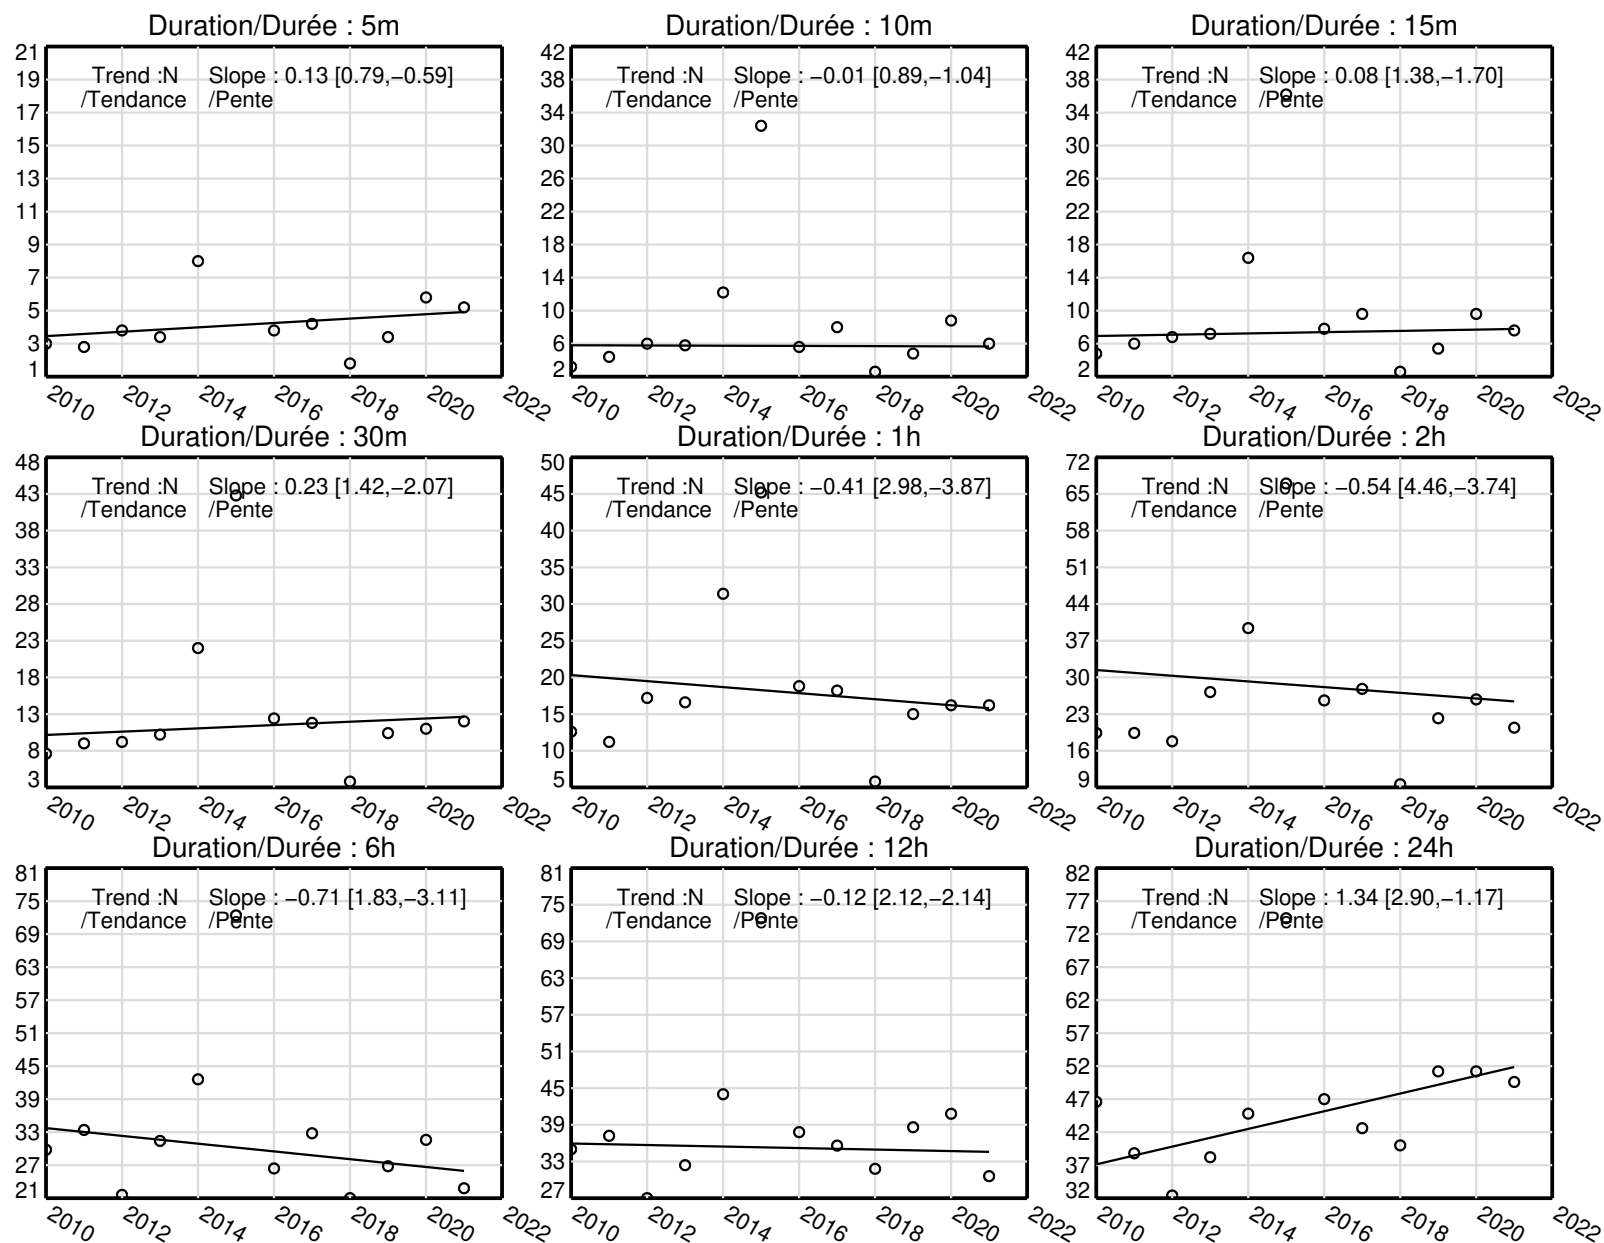 Duration/Durée : 5m
21
19
17
15
13
11
9
7
5
3
1
Trend :N Slope : 0.13 [0.79,−0.59]
/Tendance /Pente
2010 2012 2014 2016 2018 2020 2022
Duration/Durée : 10m
42
38
34
30
26
22
18
14
10
6
2
Trend :N Slope : −0.01 [0.89,−1.04]
/Tendance /Pente
2010 2012 2014 2016 2018 2020 2022
Duration/Durée : 15m
42
38
34
30
26
22
18
14
10
6
2
Trend :N Slope : 0.08 [1.38,−1.70]
/Tendance /Pente
2010 2012 2014 2016 2018 2020 2022
Duration/Durée : 30m
48
43
38
33
28
23
18
13
8
3
Trend :N Slope : 0.23 [1.42,−2.07]
/Tendance /Pente
2010 2012 2014 2016 2018 2020 2022
Duration/Durée : 1h
50
45
40
35
30
25
20
15
10
5
Trend :N Slope : −0.41 [2.98,−3.87]
/Tendance /Pente
2010 2012 2014 2016 2018 2020 2022
Duration/Durée : 2h
72
65
58
51
44
37
30
23
16
9
Trend :N Slope : −0.54 [4.46,−3.74]
/Tendance /Pente
2010 2012 2014 2016 2018 2020 2022
Duration/Durée : 6h
81
75
69
63
57
51
45
39
33
27
21
Trend :N Slope : −0.71 [1.83,−3.11]
/Tendance /Pente
2010 2012 2014 2016 2018 2020 2022
Duration/Durée : 12h
81
75
69
63
57
51
45
39
33
27
Trend :N Slope : −0.12 [2.12,−2.14]
/Tendance /Pente
2010 2012 2014 2016 2018 2020 2022
Duration/Durée : 24h
82
77
72
67
62
57
52
47
42
37
32
Trend :N Slope : 1.34 [2.90,−1.17]
/Tendance /Pente
2010 2012 2014 2016 2018 2020 2022